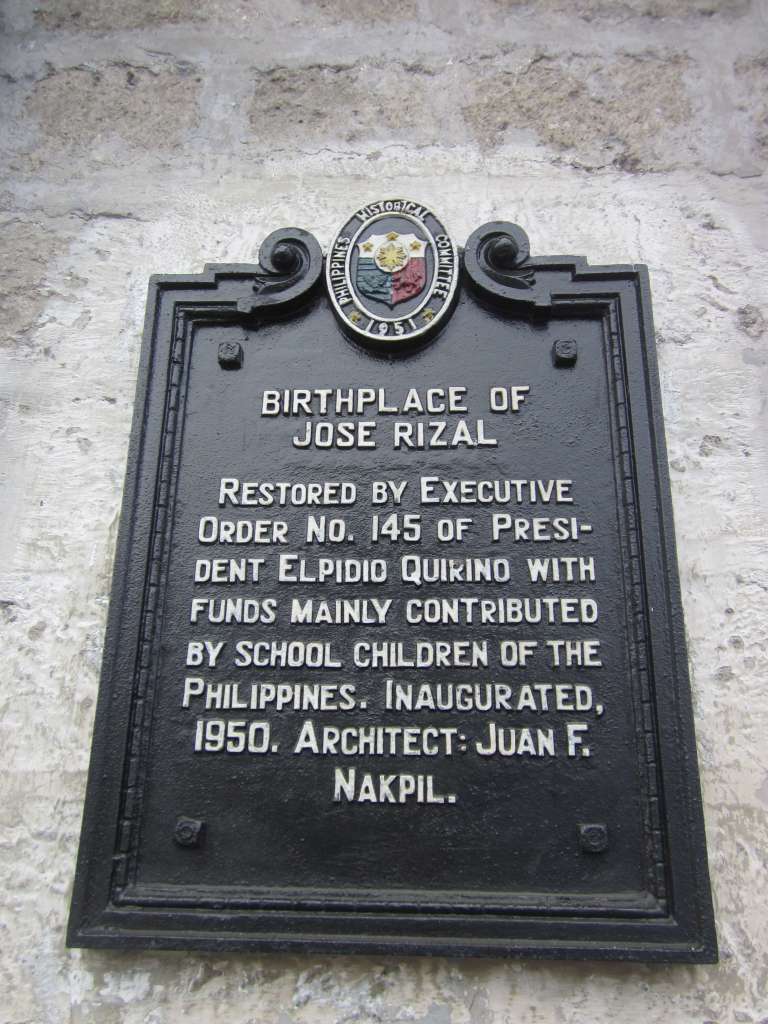 PHILIPPINES HISTORICAL COMMITTEE
1951
BIRTHPLACE OF
JOSE RIZAL
RESTORED BY EXECUTIVE
ORDER NO. 145 OF PRESI-
DENT ELPIDIO QUIRINO WITH
FUNDS MAINLY CONTRIBUTED
BY SCHOOL CHILDREN OF THE
PHILIPPINES. INAUGURATED,
1950. ARCHITECT: JUAN F.
NAKPIL.